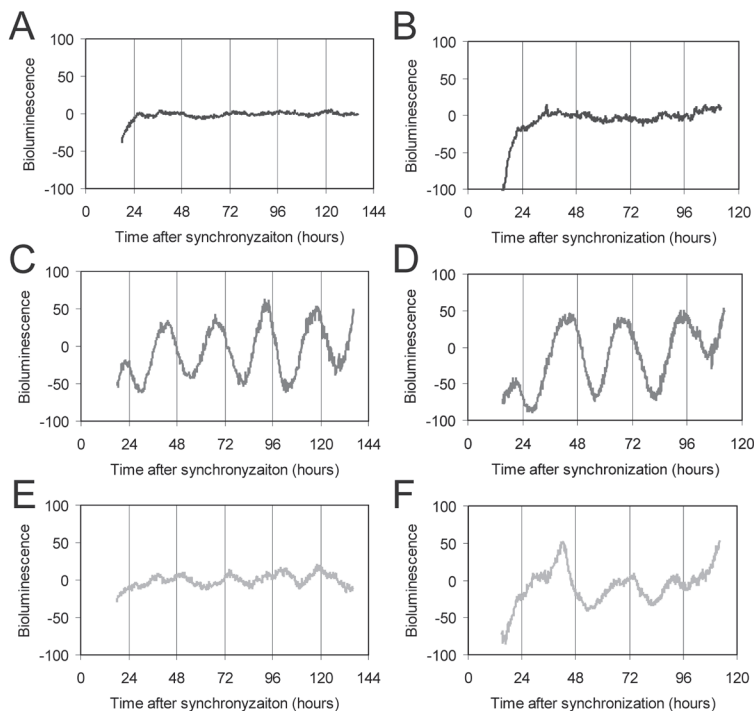 A
B
100
50
0
-50
-100
Bioluminescence
0 24 48 72 96 120 144
Time after synchronyzaiton (hours)
100
50
0
-50
-100
Bioluminescence
0 24 48 72 96 120
Time after synchronization (hours)
C
D
100
50
0
-50
-100
Bioluminescence
0 24 48 72 96 120 144
Time after synchronyzaiton (hours)
100
50
0
-50
-100
Bioluminescence
0 24 48 72 96 120
Time after synchronization (hours)
E
F
100
50
0
-50
-100
Bioluminescence
0 24 48 72 96 120 144
Time after synchronyzaiton (hours)
100
50
0
-50
-100
Bioluminescence
0 24 48 72 96 120
Time after synchronization (hours)